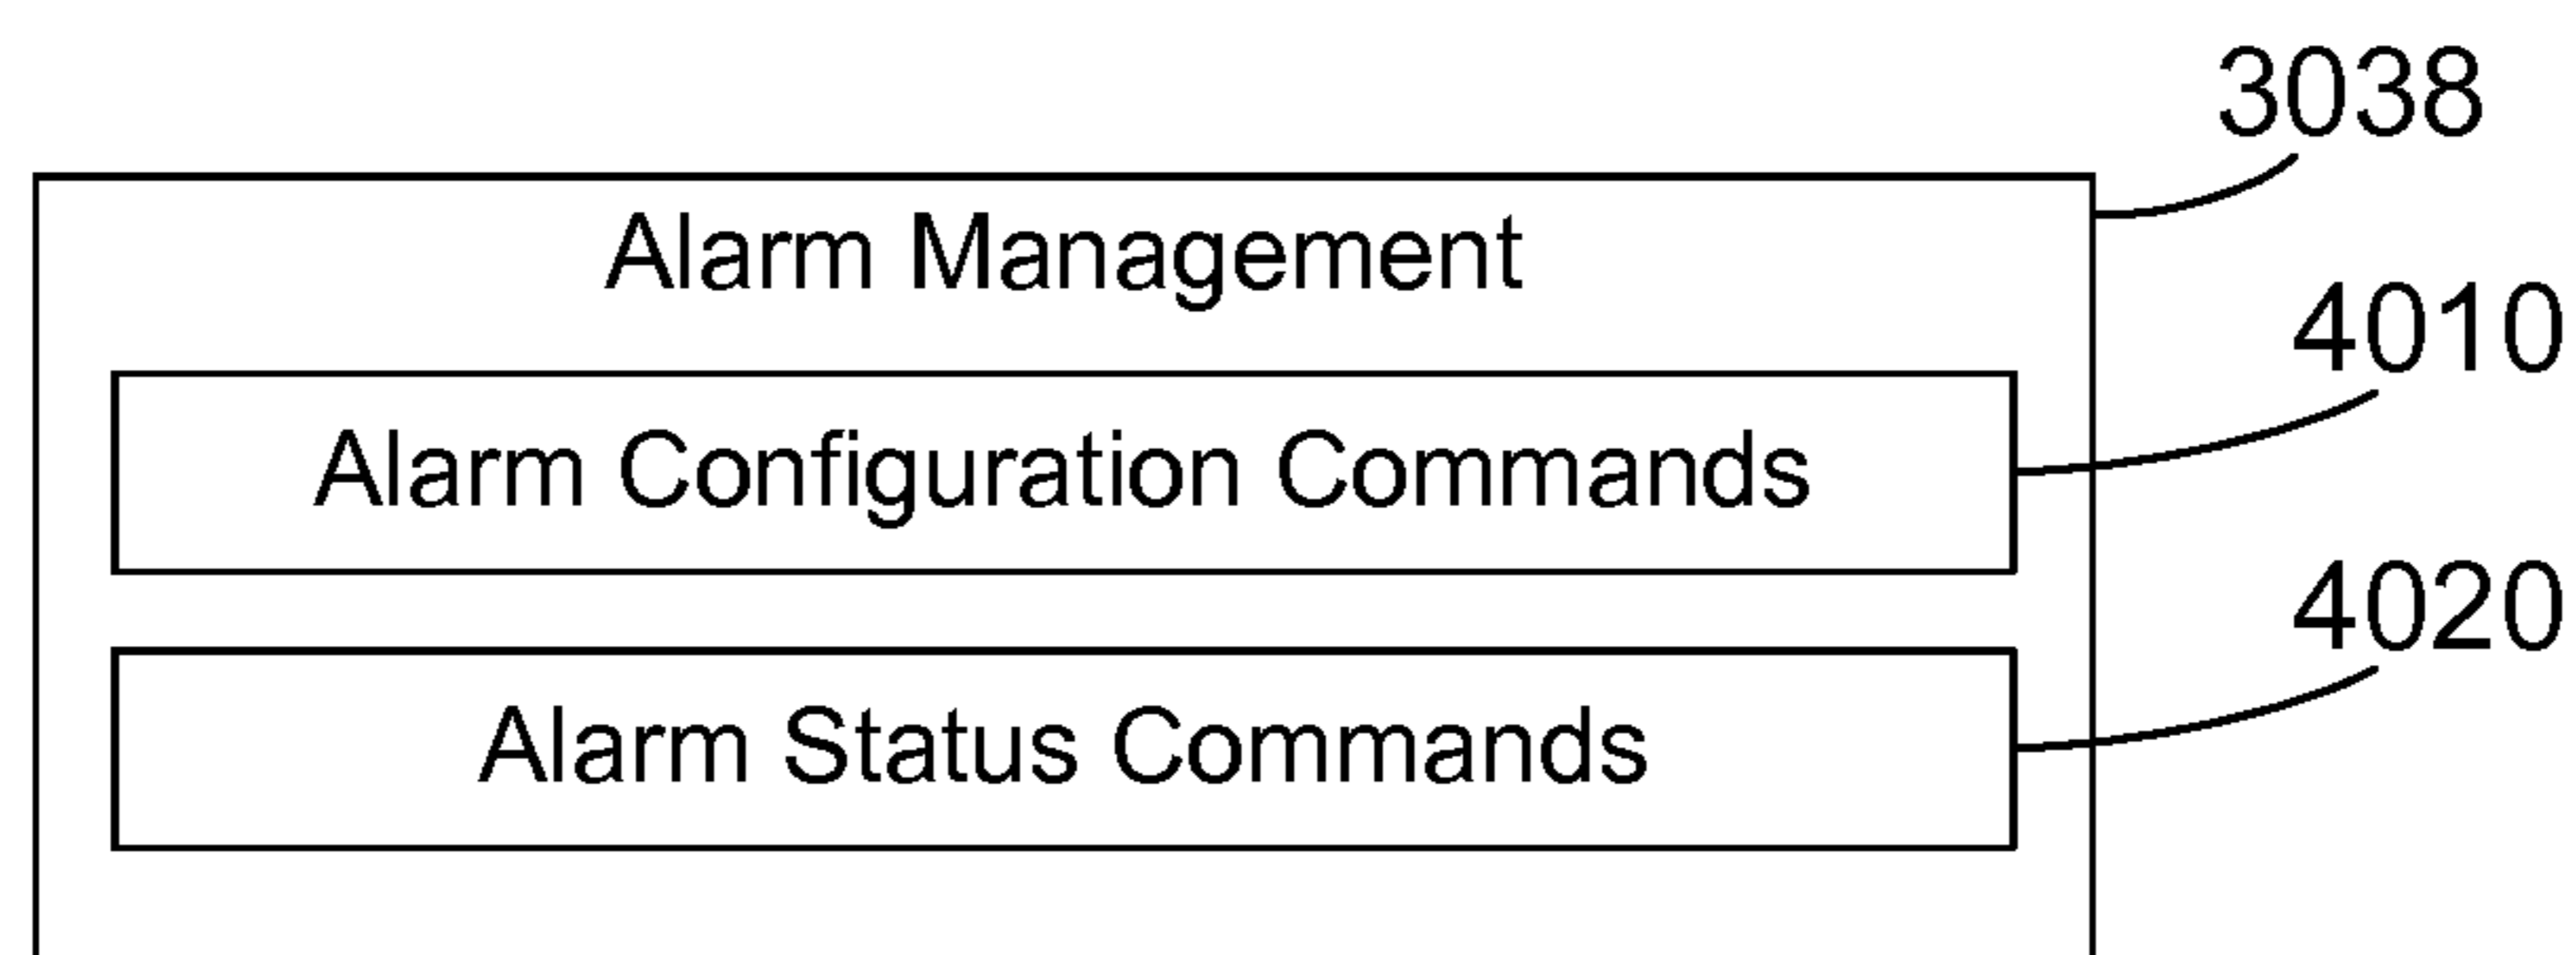 3038
Alarm Management
4010
Alarm Configuration Commands
4020
Alarm Status Commands